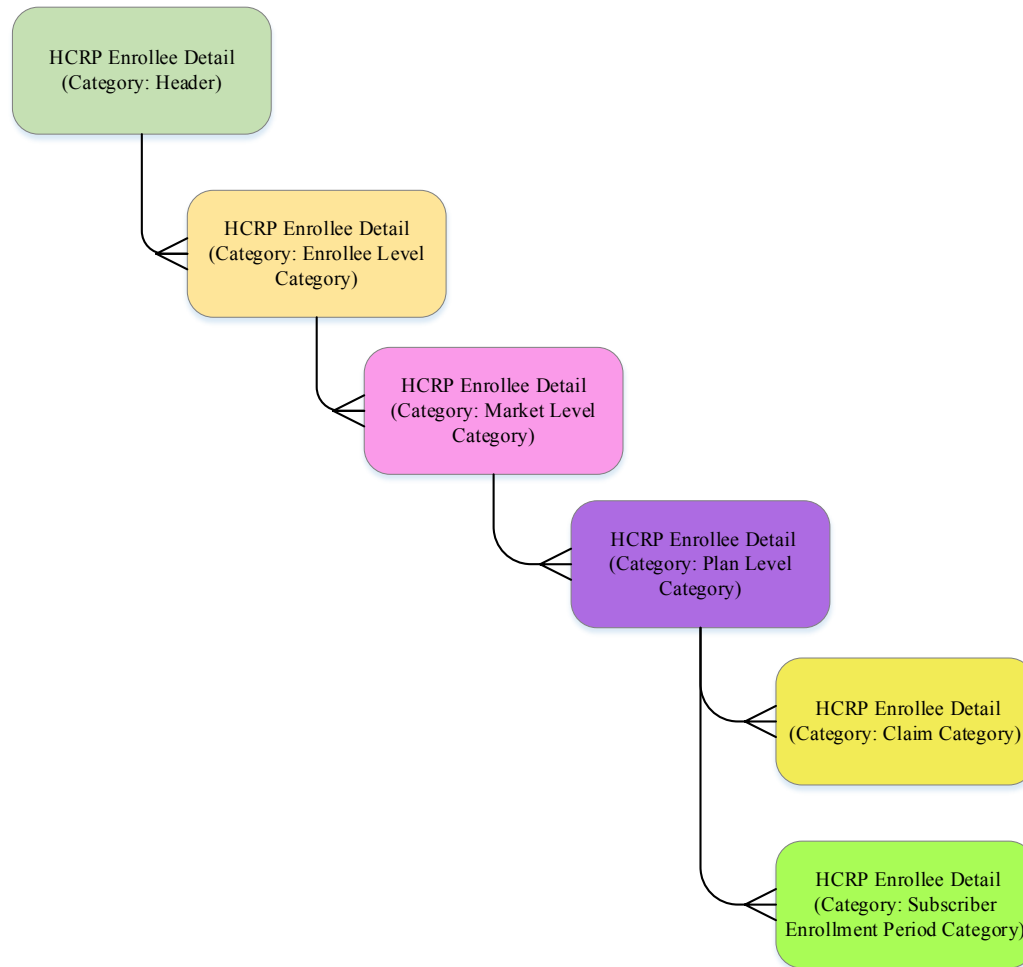 HCRP Enrollee Detail
(Category: Header)
HCRP Enrollee Detail
(Category: Enrollee Level
Category)
HCRP Enrollee Detail
(Category: Market Level
Category)
HCRP Enrollee Detail
(Category: Plan Level
Category)
HCRP Enrollee Detail
(Category: Claim Category)
HCRP Enrollee Detail
(Category: Subscriber
Enrollment Period Category)